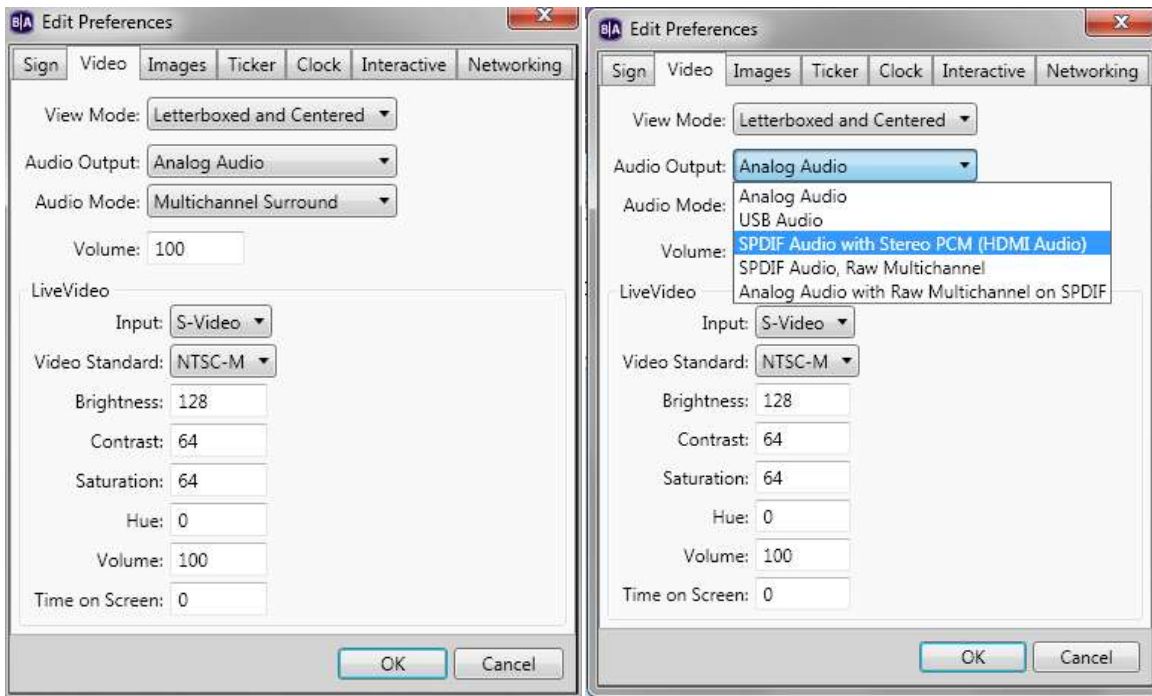 B|A Edit Preferences
X
Sign Video Images Ticker Clock Interactive Networking
View Mode: Letterboxed and Centered
Audio Output: Analog Audio
Audio Mode: Multichannel Surround
Volume: 100
LiveVideo
Input: S-Video
Video Standard: NTSC-M
Brightness: 128
Contrast: 64
Saturation: 64
Hue: 0
Volume: 100
Time on Screen: 0
OK Cancel
B|A Edit Preferences
X
Sign Video Images Ticker Clock Interactive Networking
View Mode: Letterboxed and Centered
Audio Output: Analog Audio
Audio Mode: Analog Audio
USB Audio
Volume: SPDIF Audio with Stereo PCM (HDMI Audio)
SPDIF Audio, Raw Multichannel
LiveVideo Analog Audio with Raw Multichannel on SPDIF
Input: S-Video
Video Standard: NTSC-M
Brightness: 128
Contrast: 64
Saturation: 64
Hue: 0
Volume: 100
Time on Screen: 0
OK Cancel